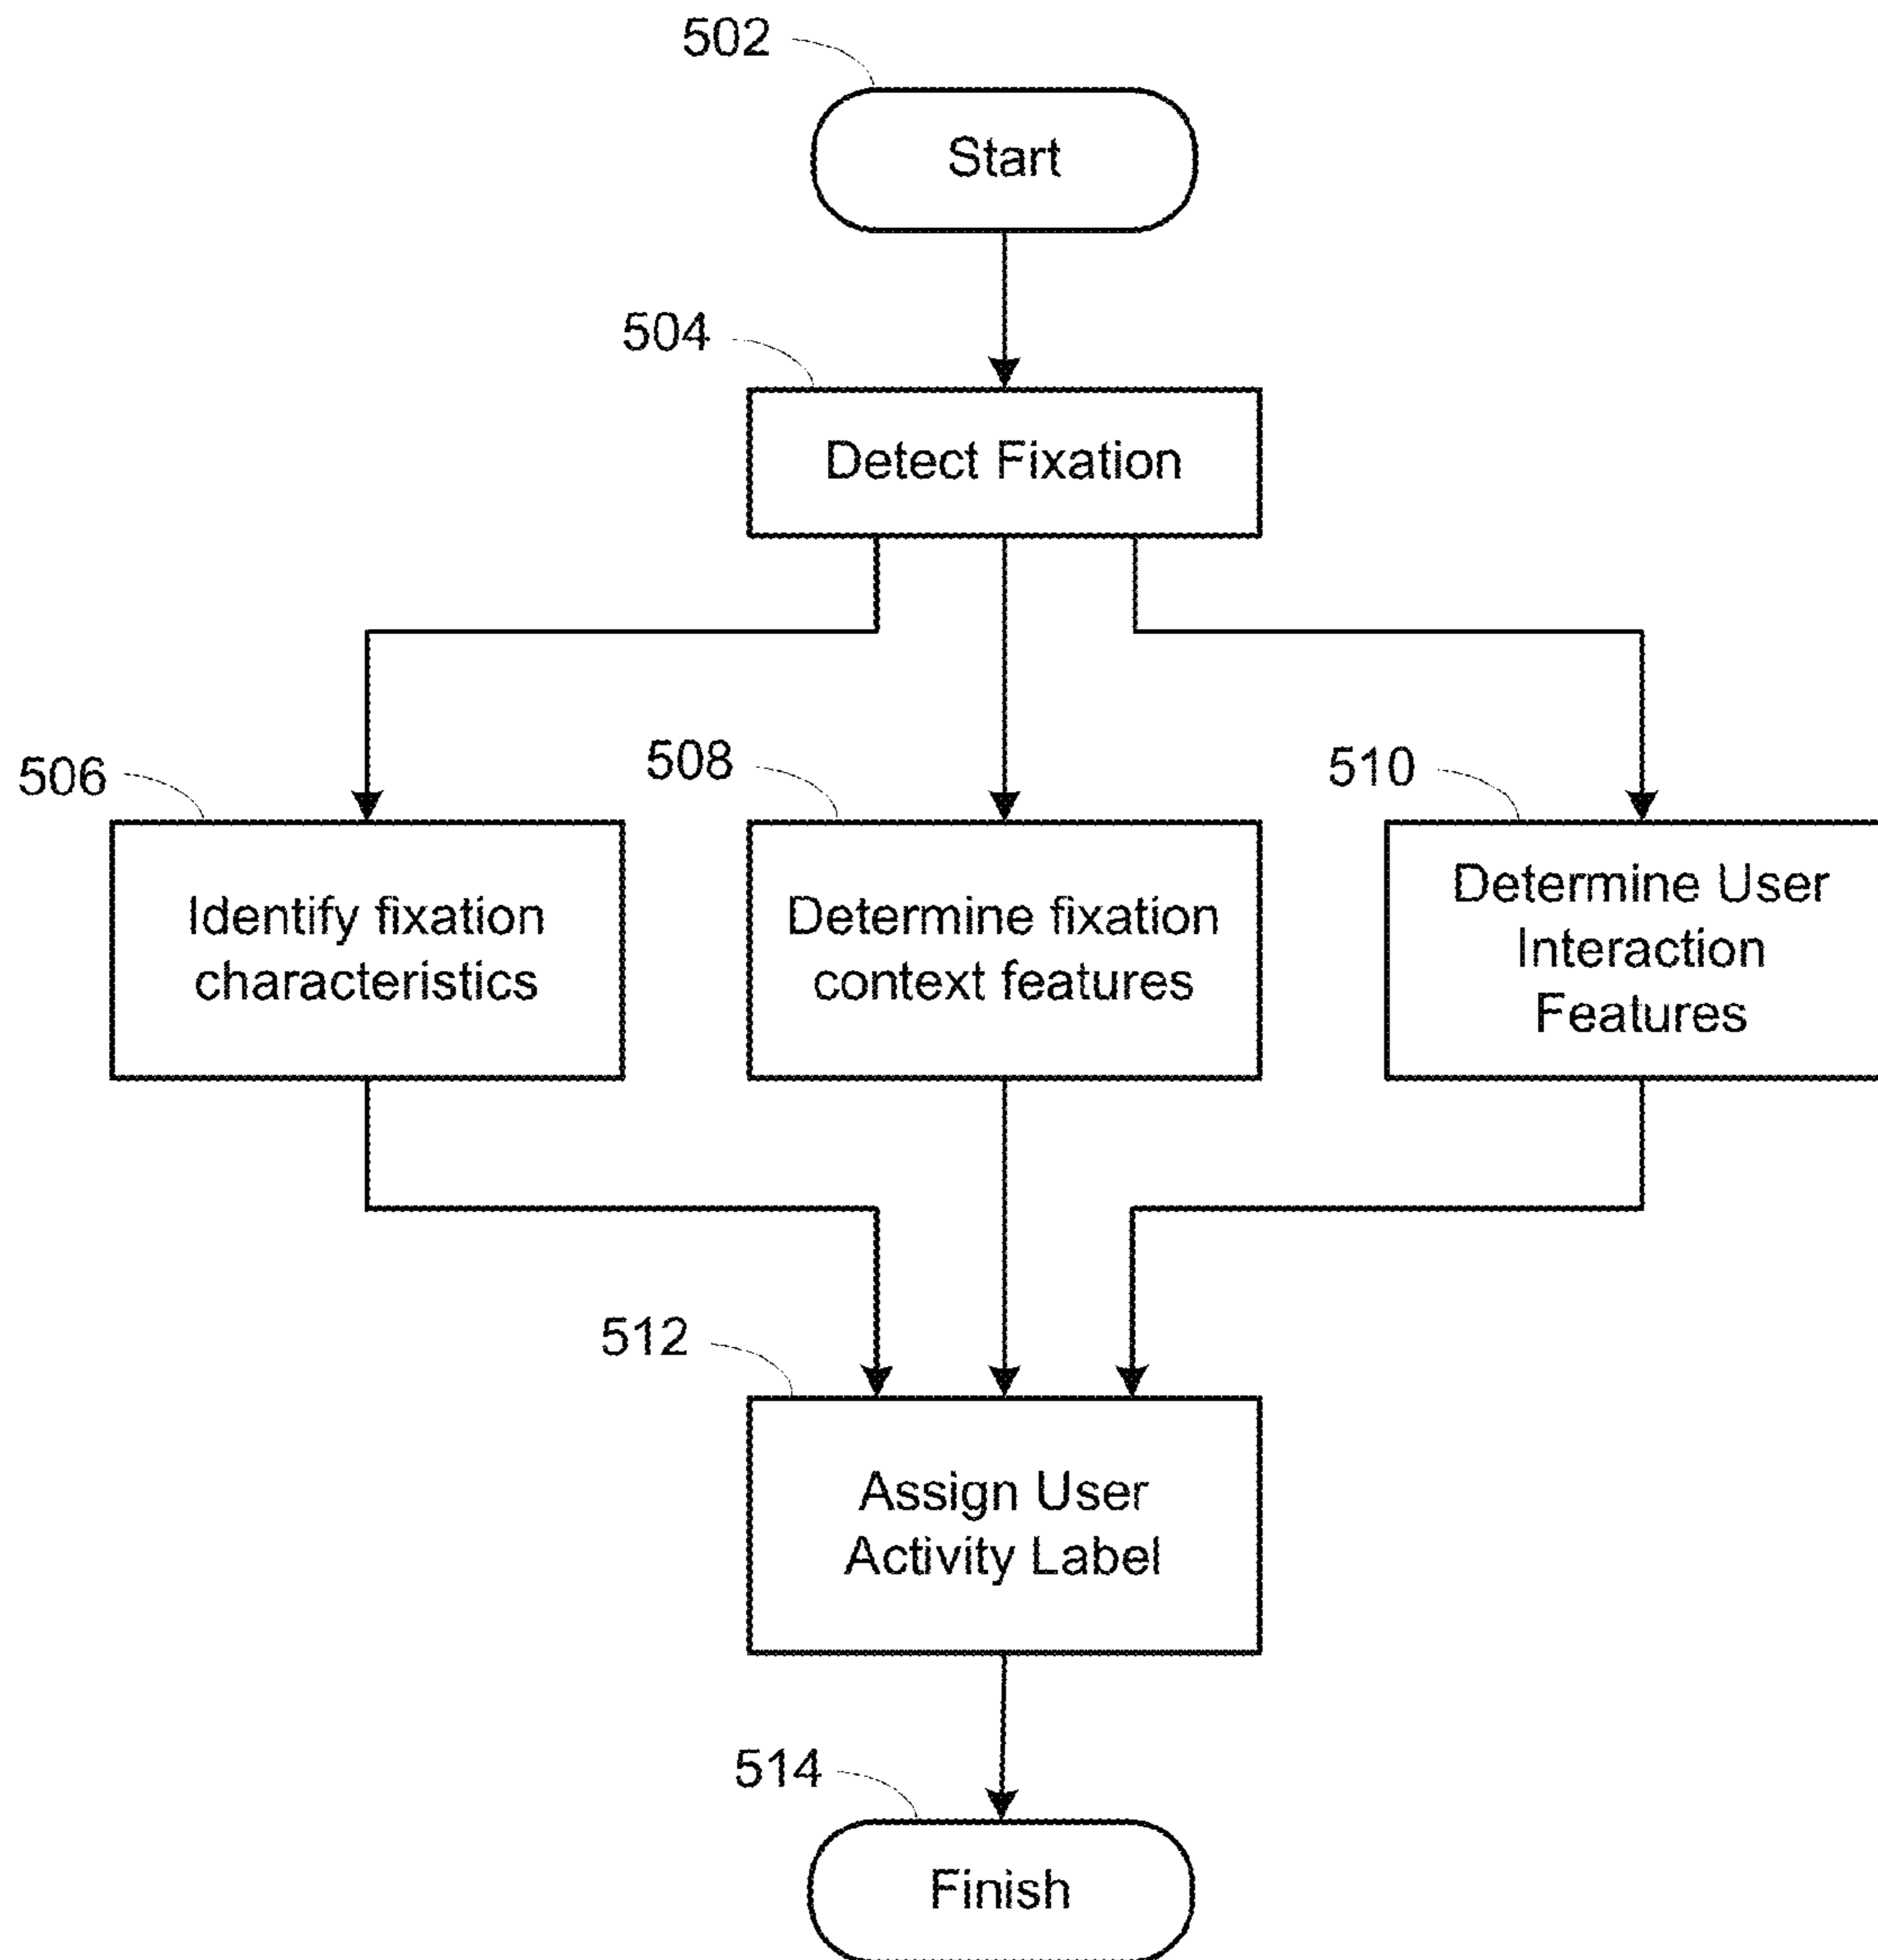 502
Start
504
Detect Fixation
506
508
510
Identify fixation
characteristics
Determine fixation
context features
Determine User
Interaction
Features
512
Assign User
Activity Label
514
Finish